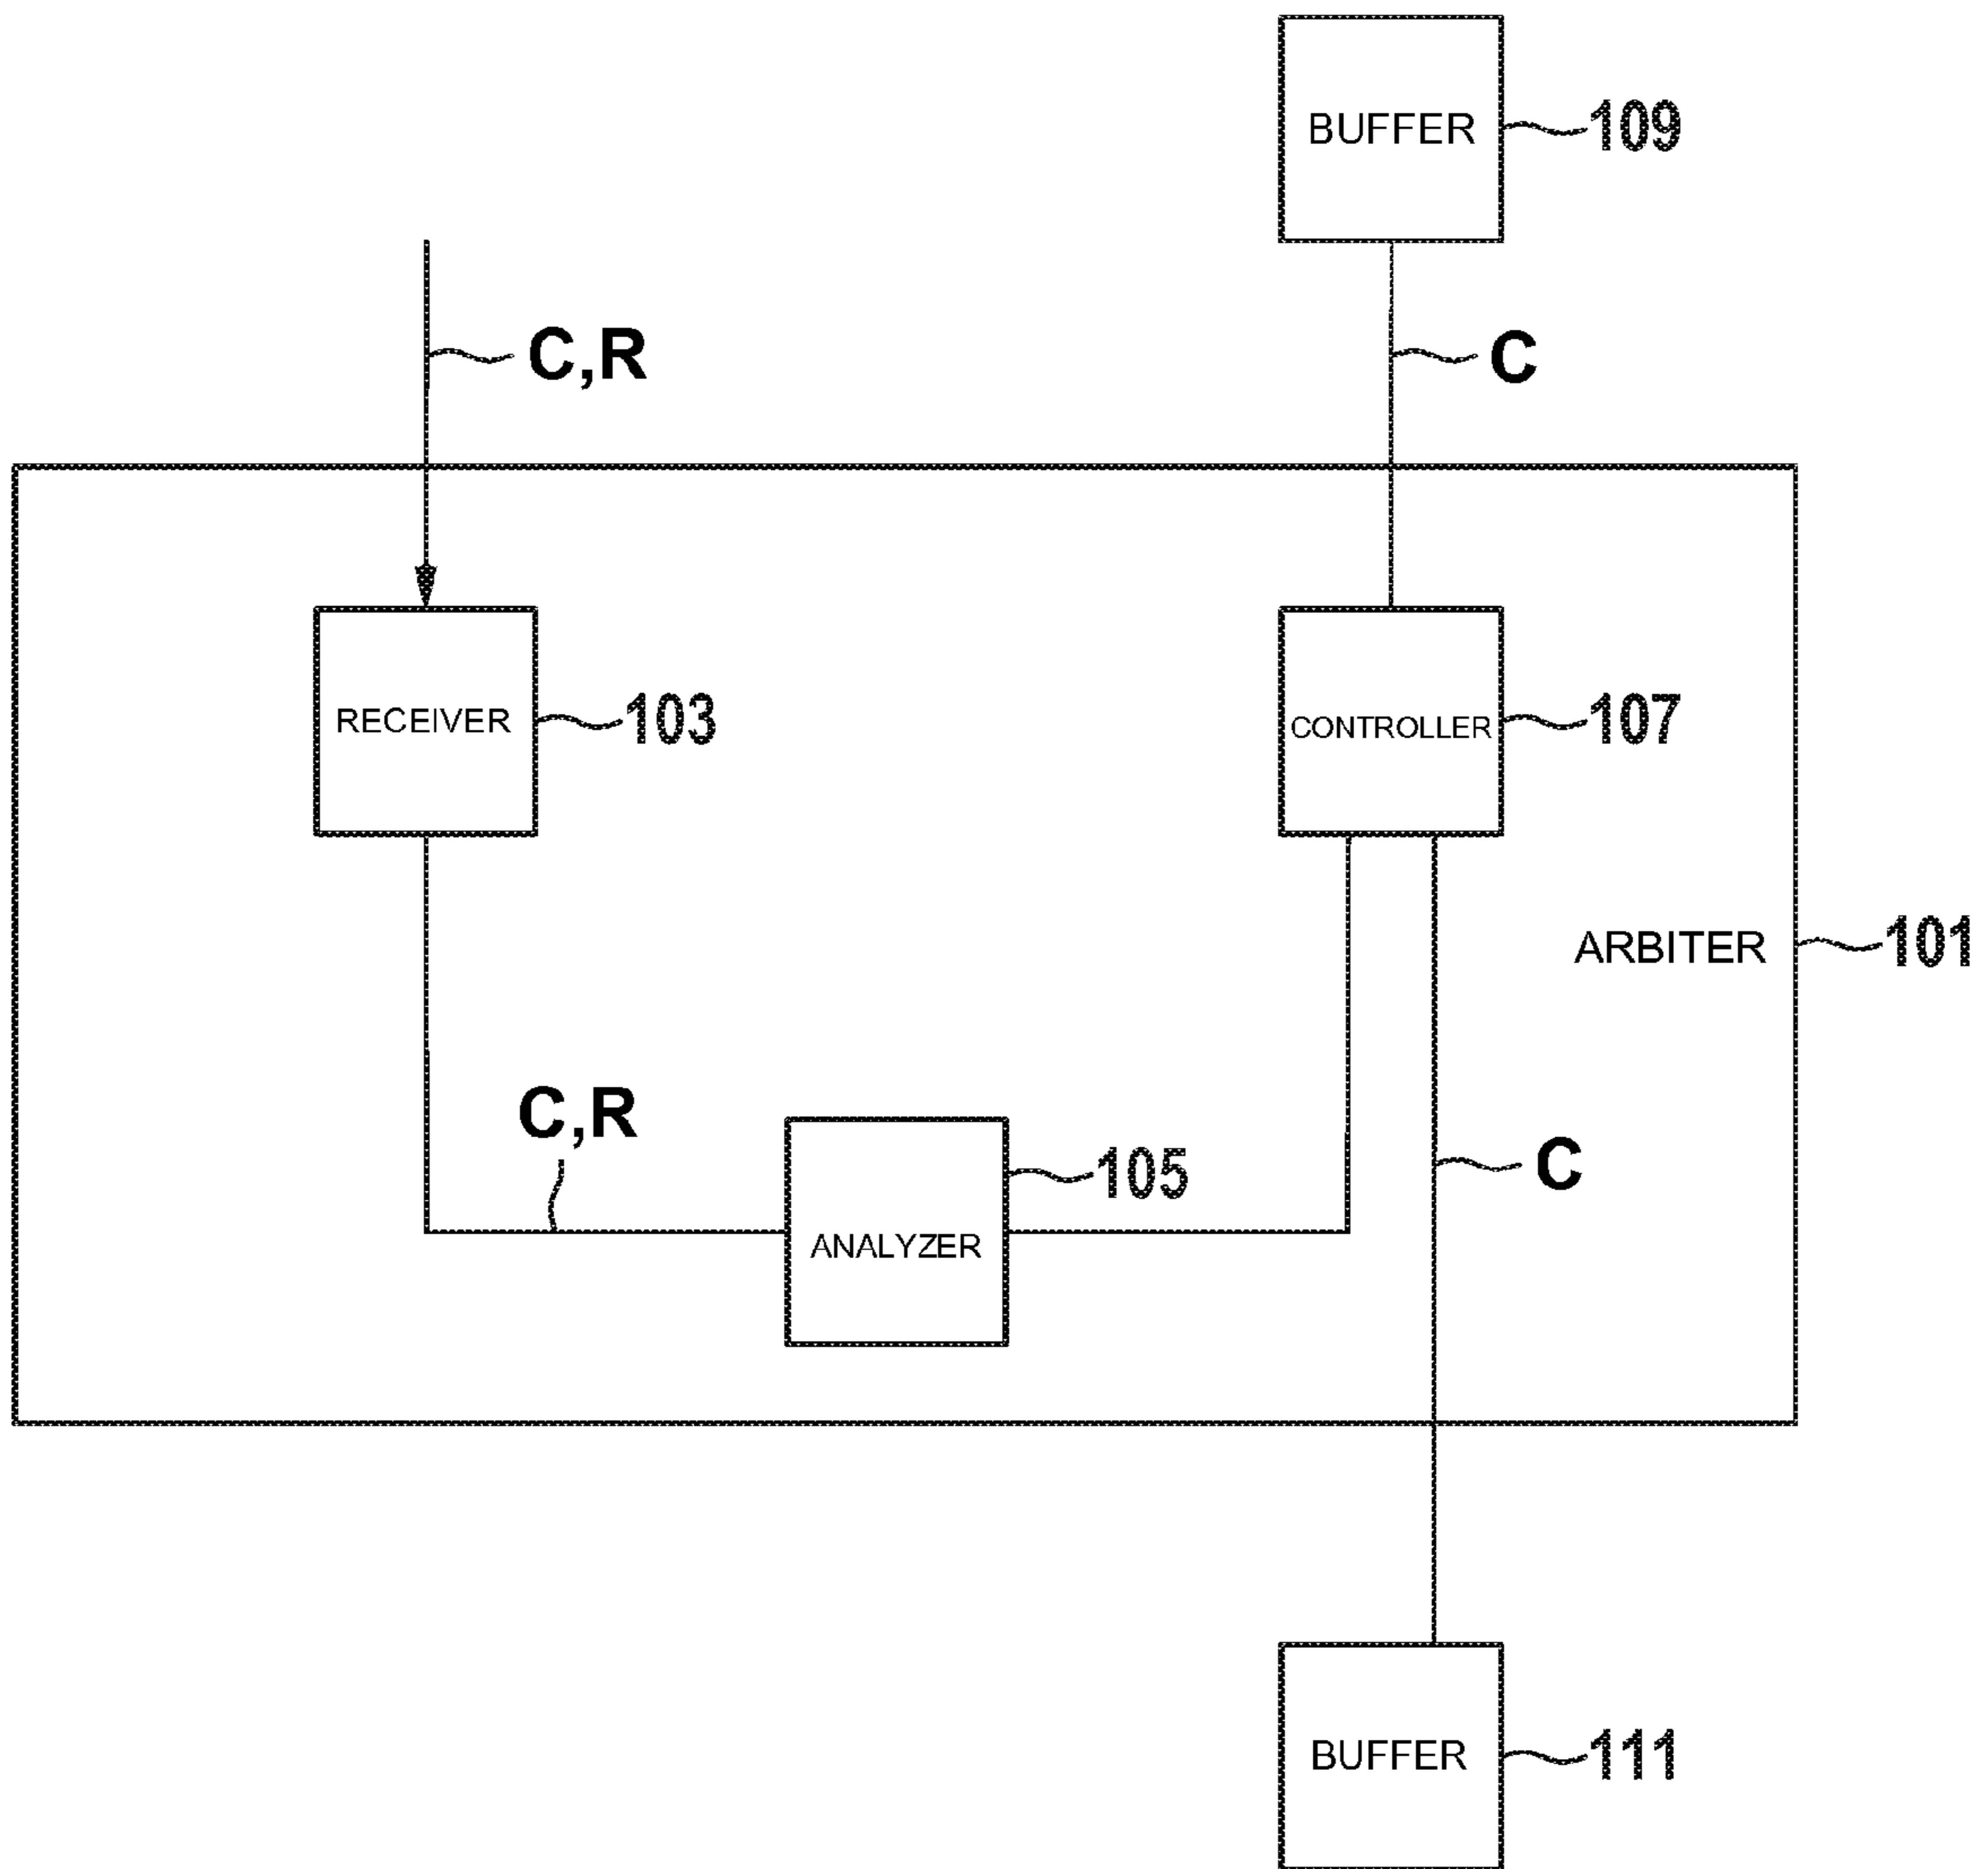 BUFFER
109
C,R
C
RECEIVER
103
CONTROLLER
107
ARBITER
101
C,R
105
C
ANALYZER
BUFFER
111